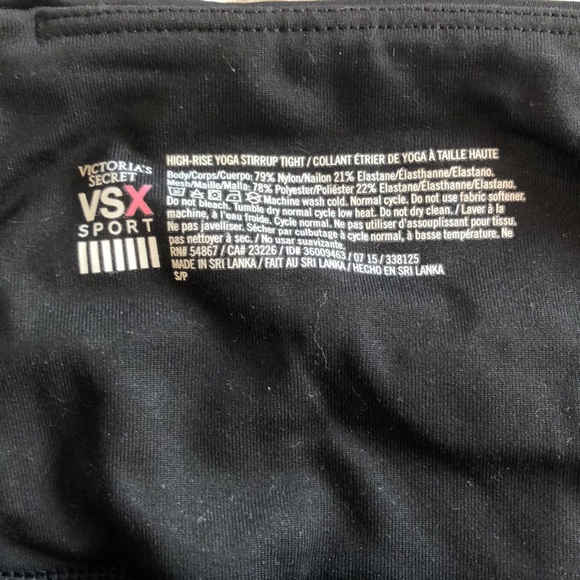 VICTORIA'S
SECRET
VSX
SPORT
HIGH-RISE YOGA STIRRUP TIGHT / COLLANT ÉTRIER DE YOGA À TAILLE HAUTE
Body/Corps/Cuerpo: 79% Nylon/Nailon 21% Elastane/Élasthanne/Elastano.
Mesh/Maille/Malla: 78% Polyester/Poliéster 22% Elastane/Élasthanne/Elastano.
Machine wash cold. Normal cycle. Do not use fabric softener.
Do not bleach. Tumble dry normal cycle low heat. Do not dry clean. / Laver à la
machine, à l'eau froide. Cycle normal. Ne pas utiliser d'assouplissant pour tissu.
Ne pas javeliser. Sécher par culbutage à cycle normal, à basse température. Ne
pas nettoyer à sec. / No usar suavizante.
RN# 54867 / CA# 23226 / ID# 36009463 / 07 15 / 338125
MADE IN SRI LANKA / FAIT AU SRI LANKA / HECHO EN SRI LANKA
S/P